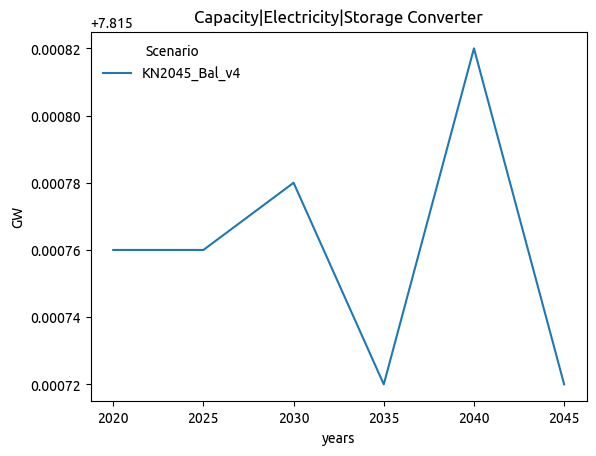 Capacity|Electricity|Storage Converter
+7.815
Scenario
KN2045_Bal_v4
0.00082
0.00080
0.00078
0.00076
0.00074
0.00072
GW
2020 2025 2030 2035 2040 2045
years